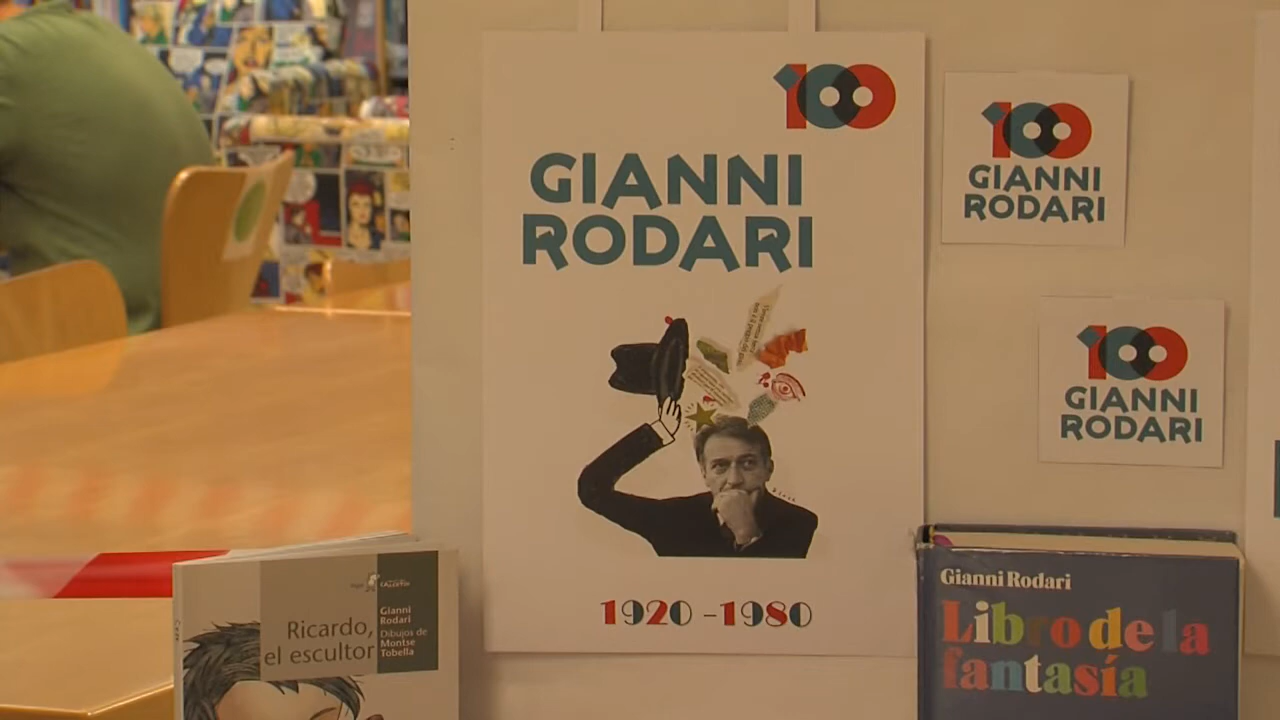 100
GIANNI
RODARI
1920 - 1980
100
GIANNI
RODARI
100
GIANNI
RODARI
Ricardo,
el escultor
Gianni
Rodari
Dibujos de
Montse
Tobella
Gianni Rodari
Libro de la
fantasía